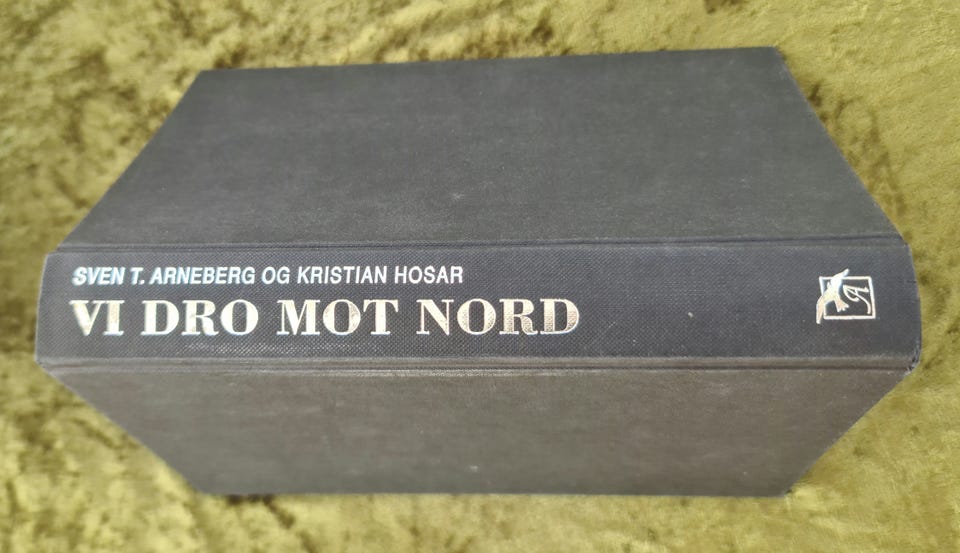 SVEN T. ARNEBERG OG KRISTIAN HOSAR
VI DRO MOT NORD
A